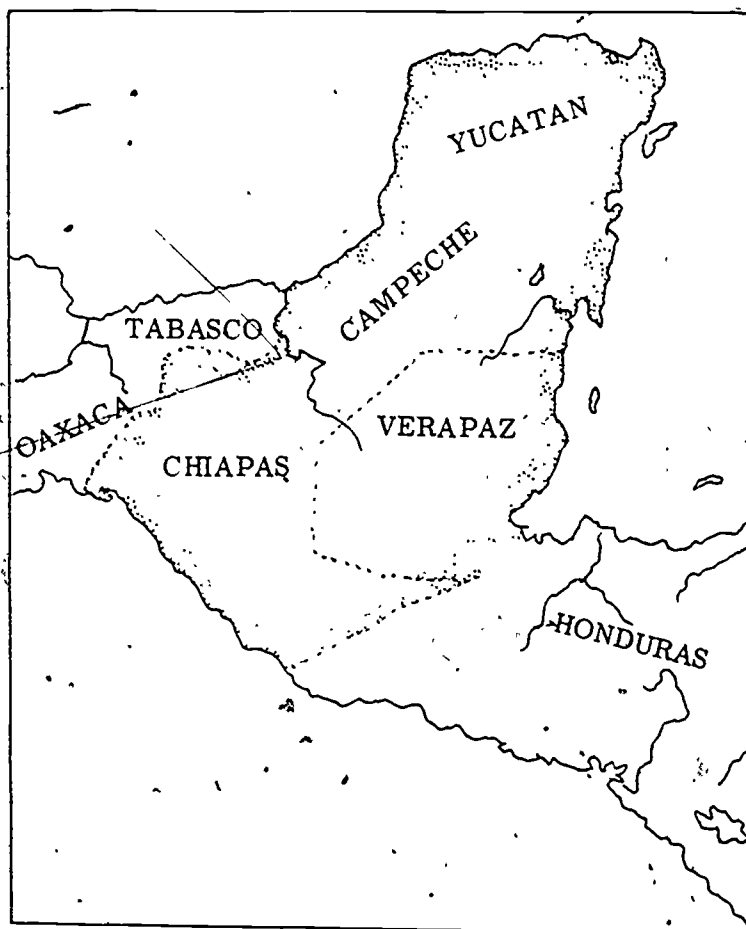 YUCATAN
CAMPECHE
TABASCO
OAXACA
VERAPAZ
CHIAPAS
HONDURAS